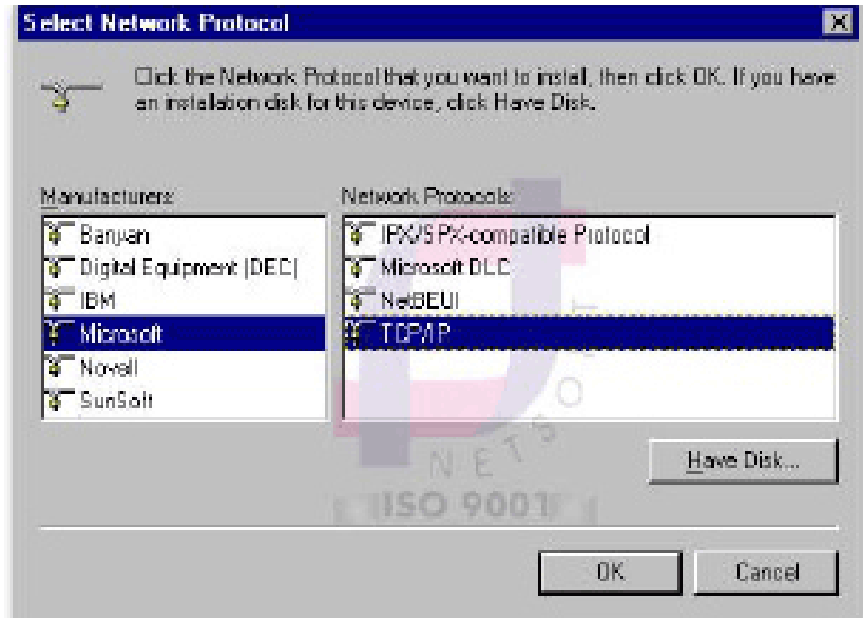 Select Network Protocol
Click the Network Protocol that you want to install, then click OK. If you have
an installation disk for this device, click Have Disk.
Manufacturers:
Banyan
Digital Equipment (DEC)
IBM
Microsoft
Novell
SunSoft
Network Protocols:
IPX/SPX-compatible Protocol
Microsoft DLC
NetBEUI
TCP/IP
Have Disk...
NETSOFT
ISO 9001
OK
Cancel